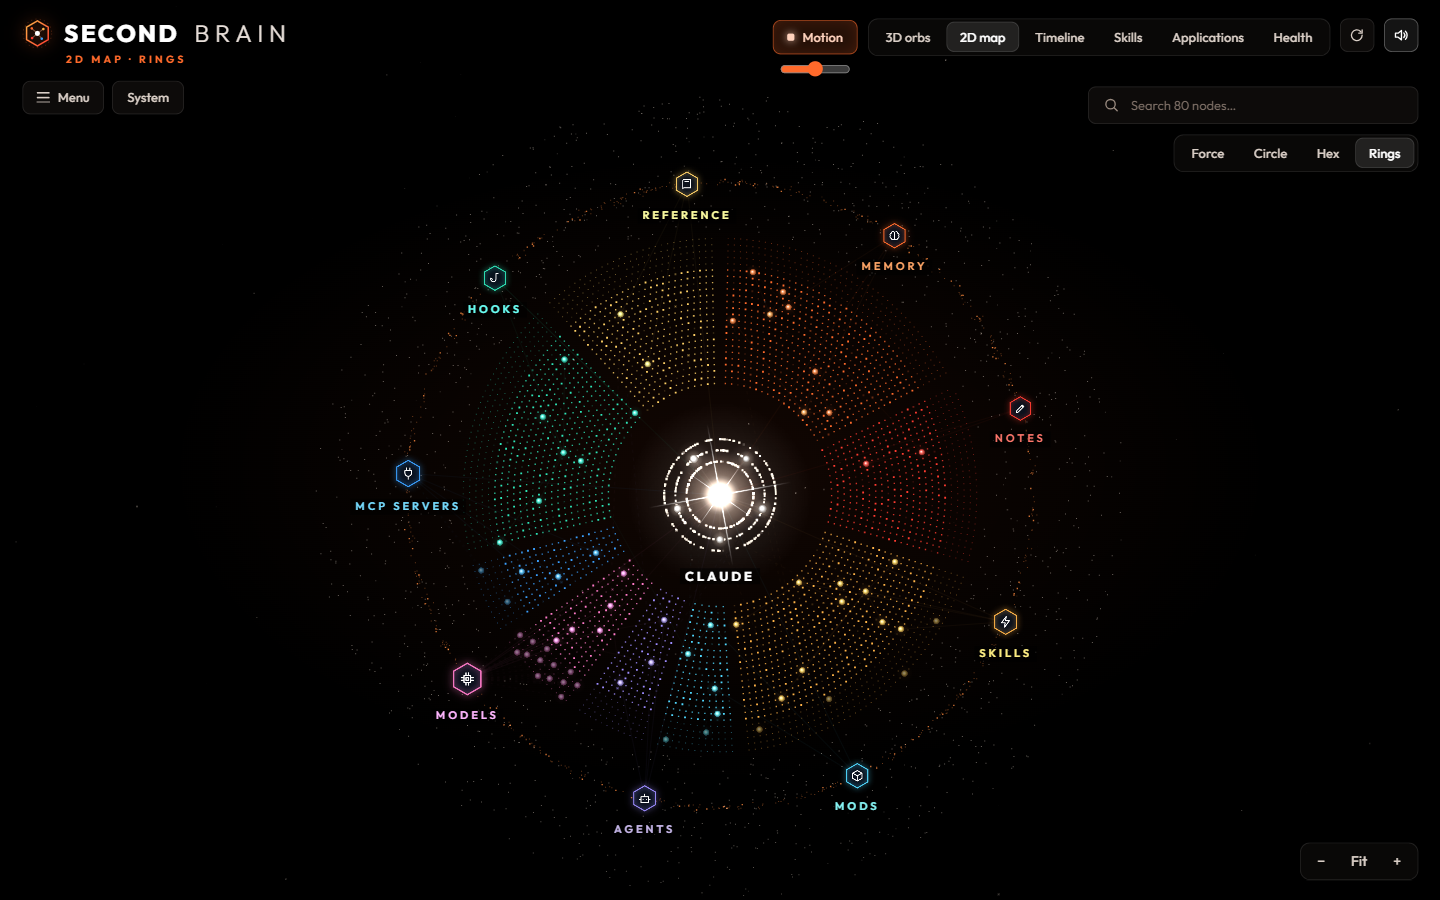 SECOND BRAIN
2D MAP · RINGS
Motion
3D orbs
2D map
Timeline
Skills
Applications
Health
Menu
System
Search 80 nodes...
Force
Circle
Hex
Rings
REFERENCE
MEMORY
HOOKS
NOTES
MCP SERVERS
CLAUDE
SKILLS
MODELS
MODS
AGENTS
− Fit +